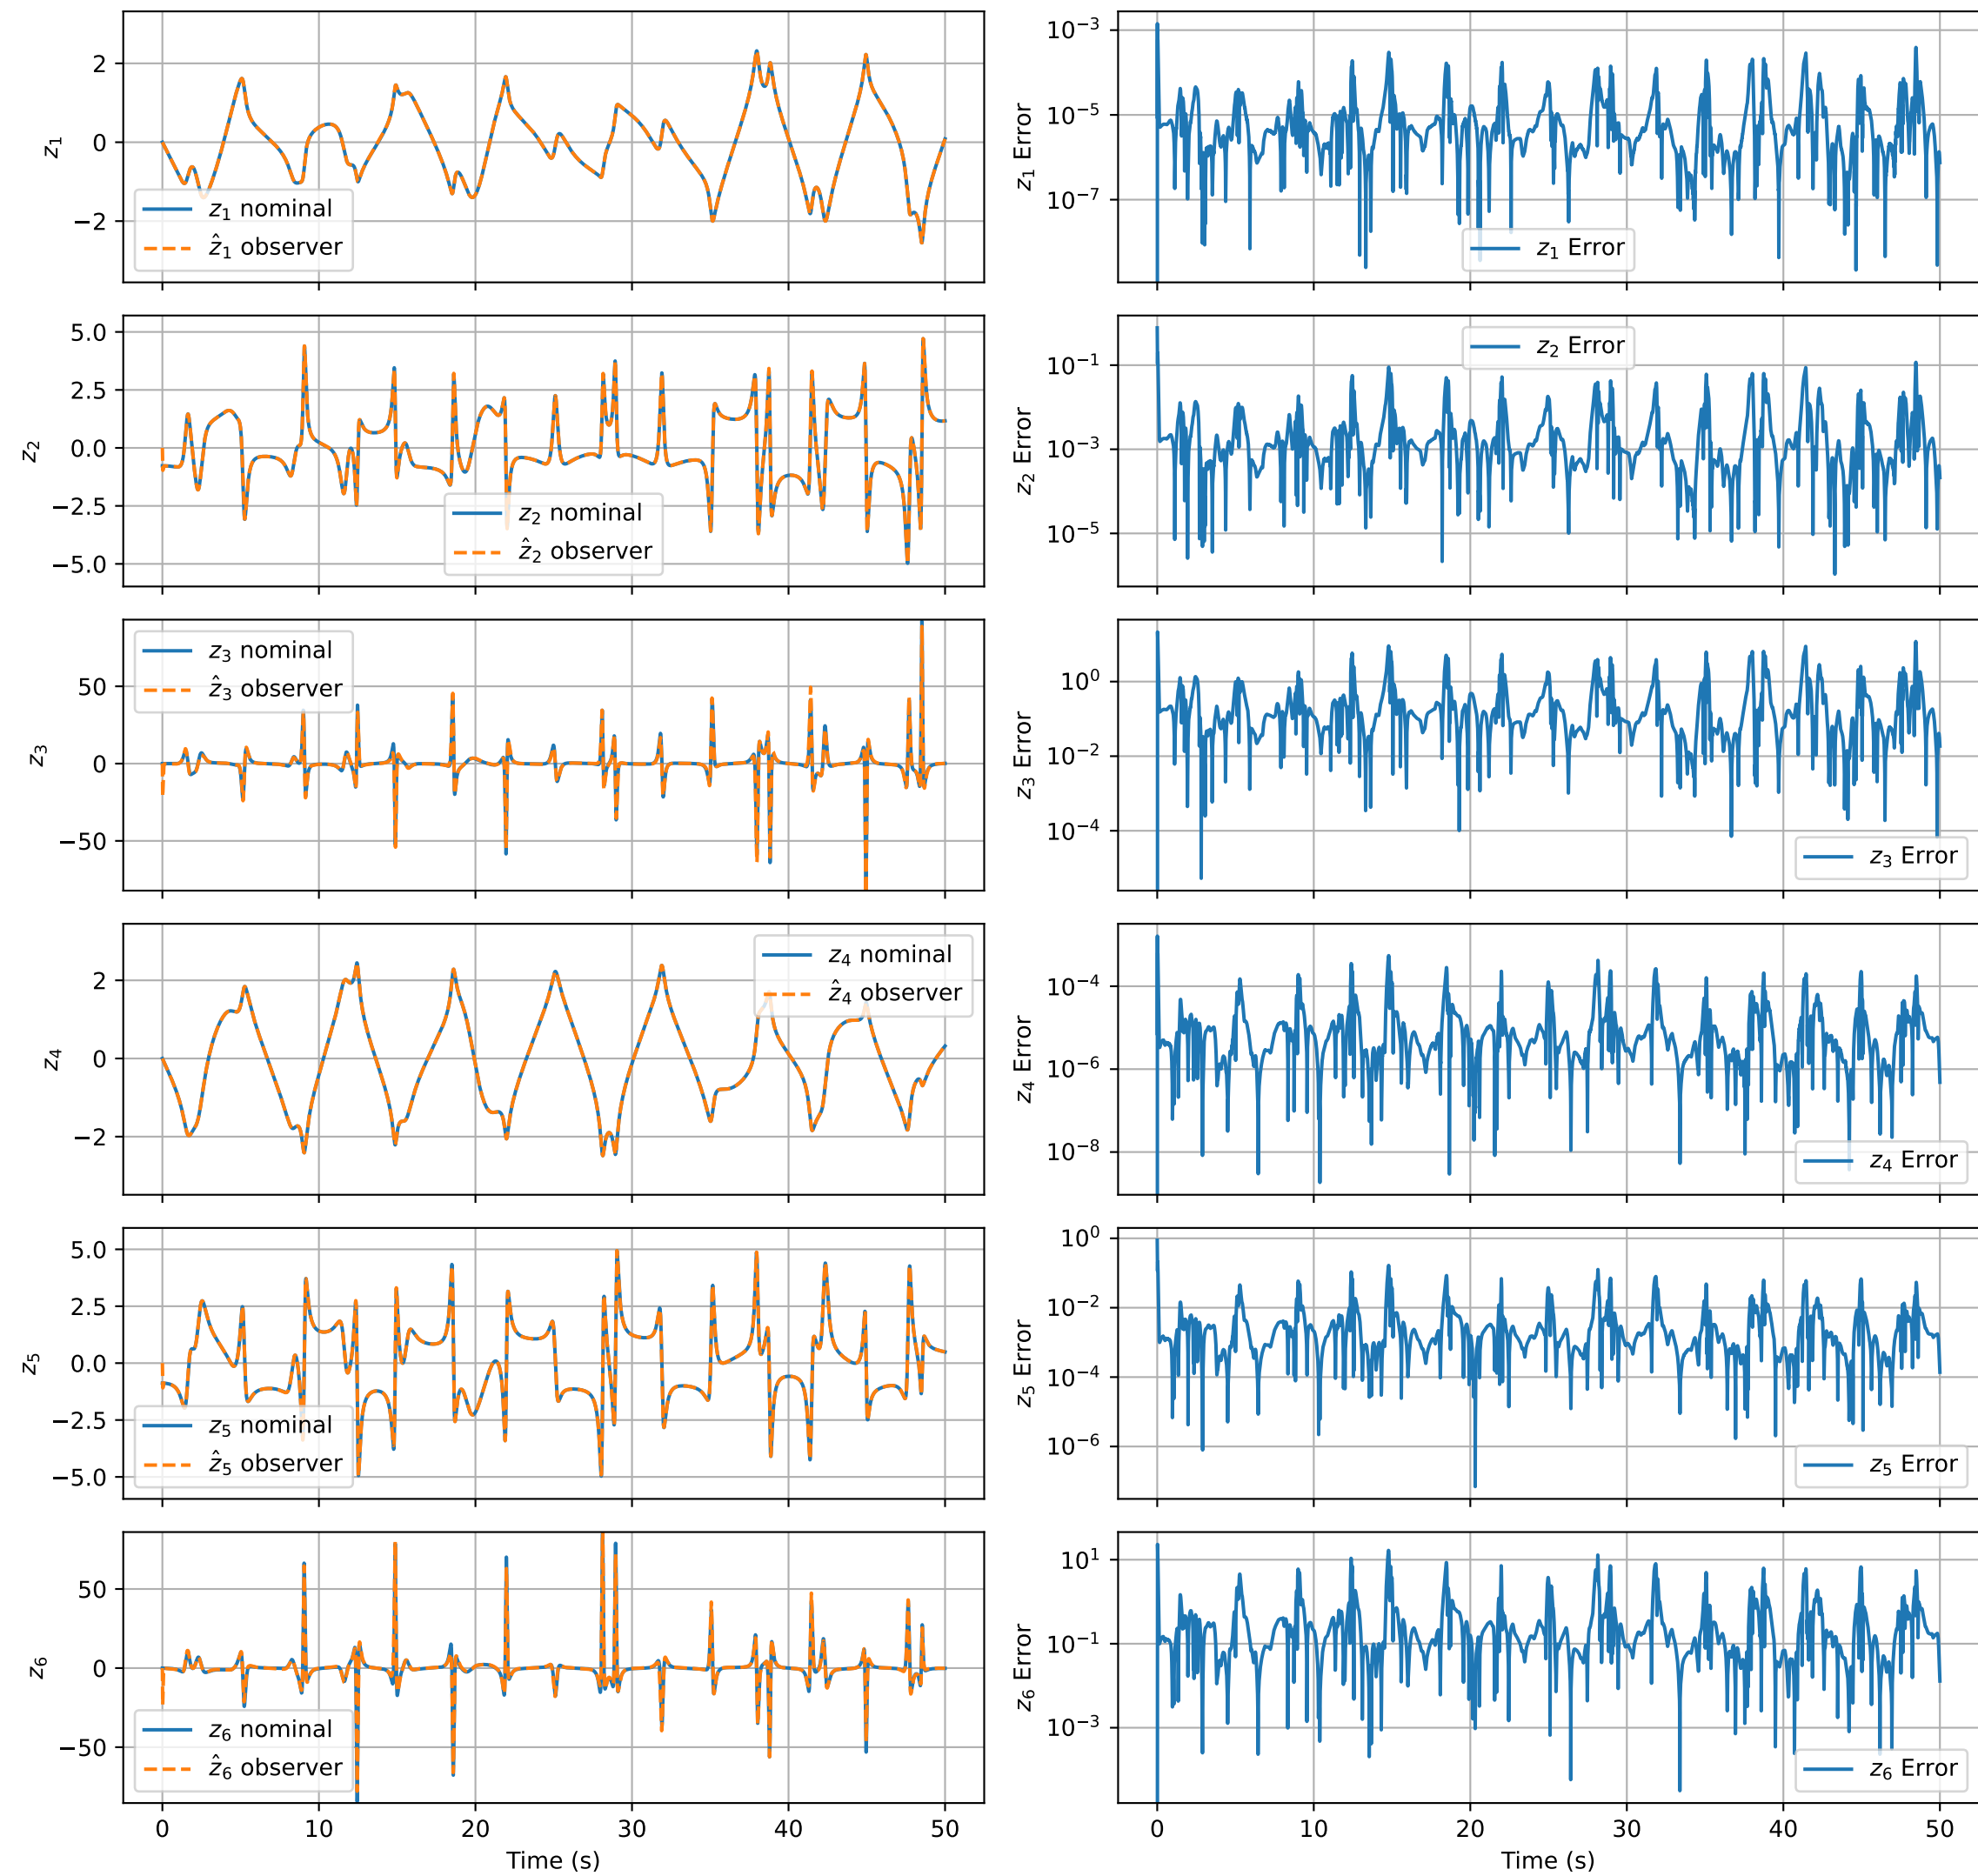 2
0
−2
z1
z1 nominal
ẑ1 observer
10−3
10−5
10−7
z1 Error
z1 Error
5.0
2.5
0.0
−2.5
−5.0
z2
z2 nominal
ẑ2 observer
10−1
10−3
10−5
z2 Error
z2 Error
50
0
−50
z3
z3 nominal
ẑ3 observer
100
10−2
10−4
z3 Error
z3 Error
2
0
−2
z4
z4 nominal
ẑ4 observer
10−4
10−6
10−8
z4 Error
z4 Error
5.0
2.5
0.0
−2.5
−5.0
z5
z5 nominal
ẑ5 observer
100
10−2
10−4
10−6
z5 Error
z5 Error
50
0
−50
z6
z6 nominal
ẑ6 observer
0 10 20 30 40 50
Time (s)
101
10−1
10−3
z6 Error
z6 Error
0 10 20 30 40 50
Time (s)